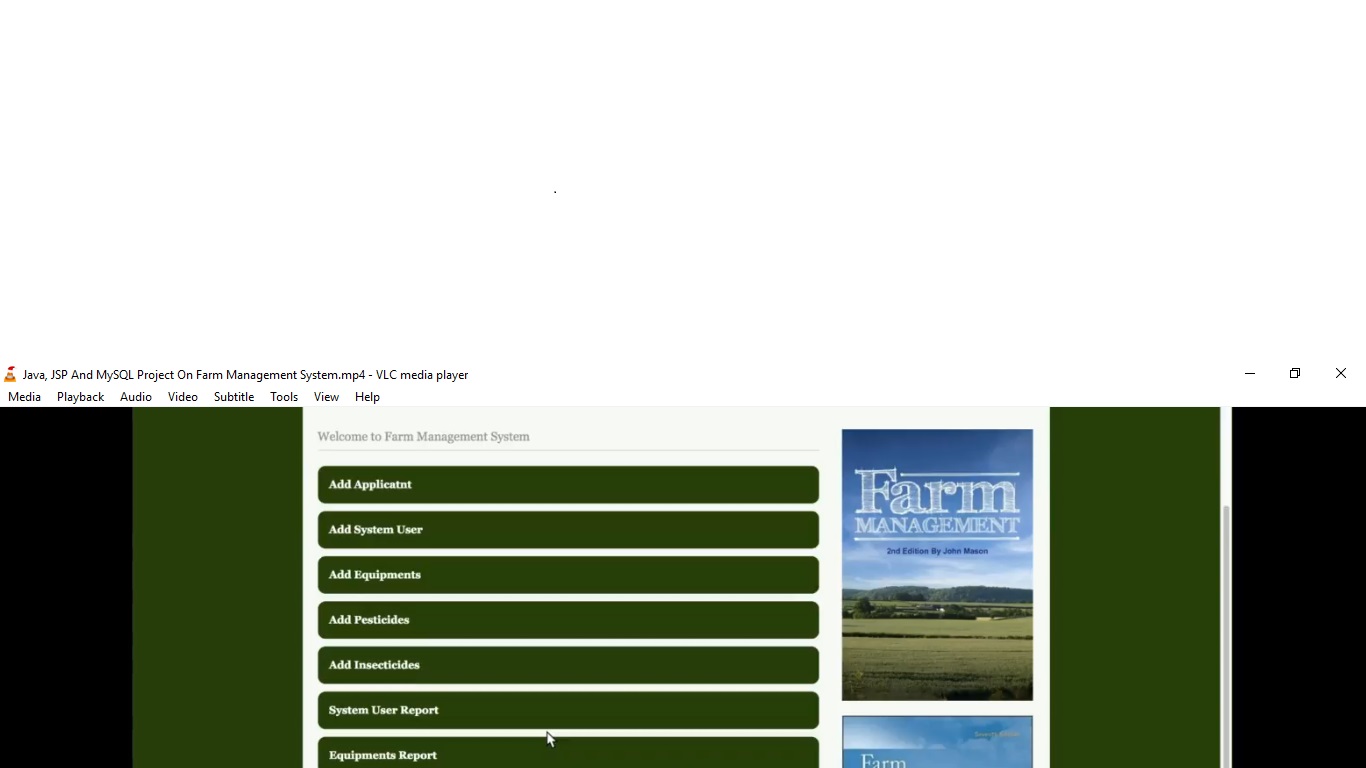 .
Java, JSP And MySQL Project On Farm Management System.mp4 - VLC media player
Media Playback Audio Video Subtitle Tools View Help
Welcome to Farm Management System
Add Applicatnt
Add System User
Add Equipments
Add Pesticides
Add Insecticides
System User Report
Equipments Report
Farm
MANAGEMENT
2nd Edition By John Mason
Seventh Edition
Farm